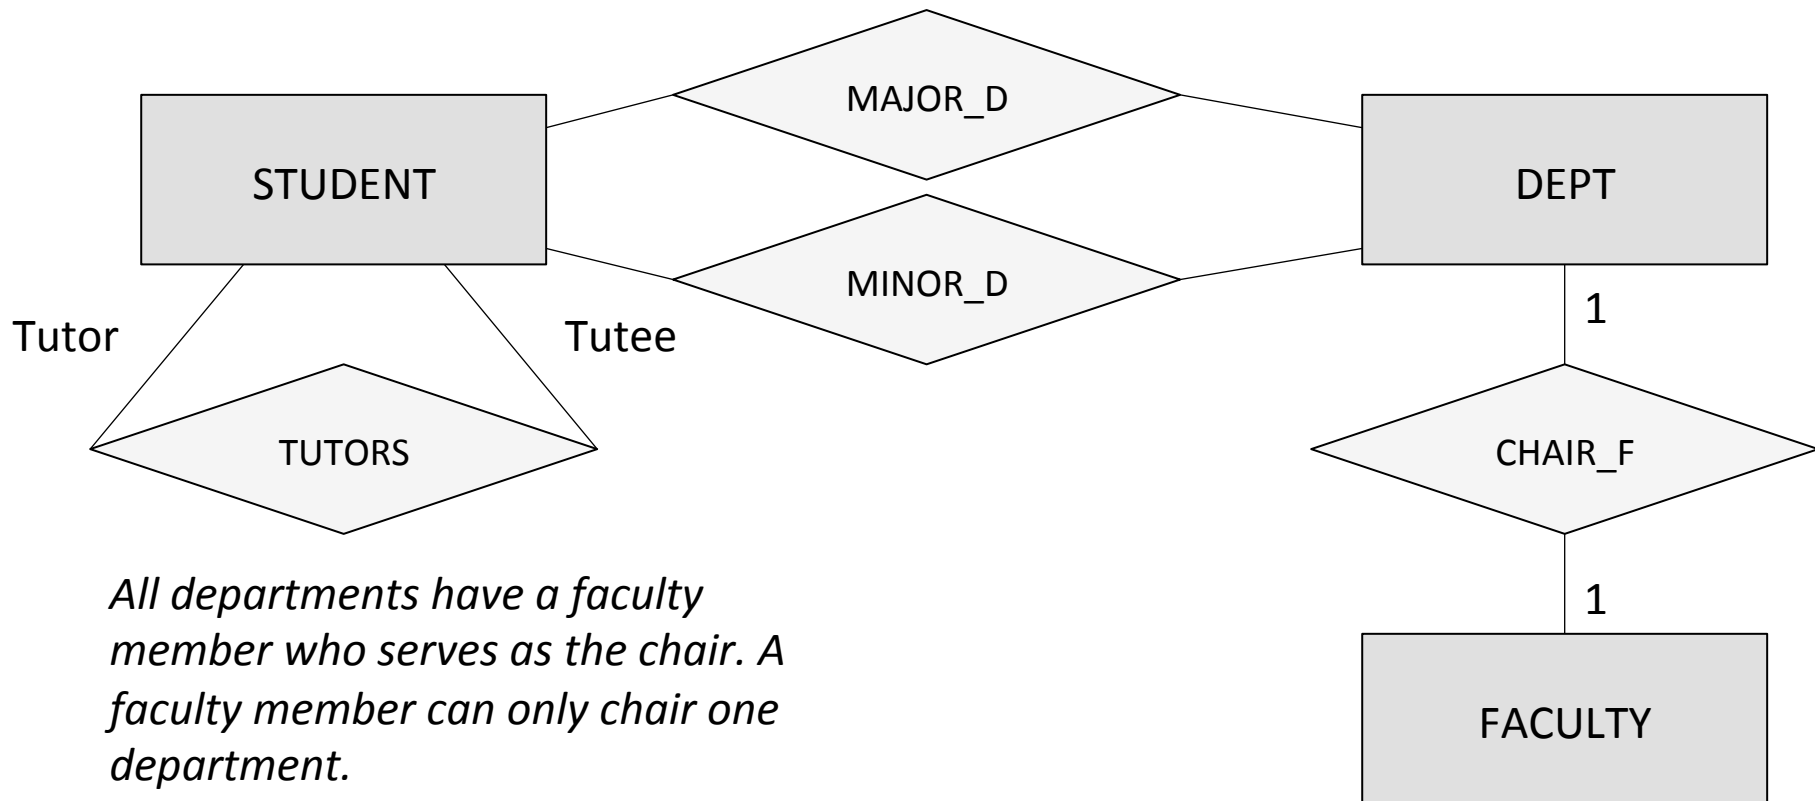 MAJOR_D
STUDENT
DEPT
MINOR_D
1
Tutor
Tutee
TUTORS
CHAIR_F
All departments have a faculty
member who serves as the chair. A
faculty member can only chair one
department.
1
FACULTY